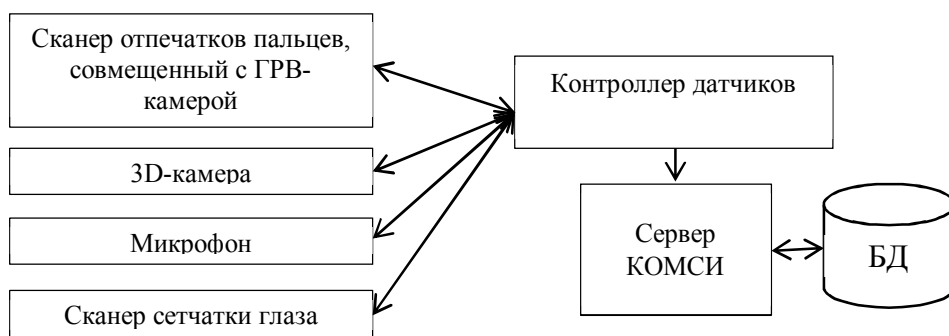 Сканер отпечатков пальцев,
совмещенный с ГРВ-
камерой
Контроллер датчиков
3D-камера
Микрофон
Сервер
КОМСИ
БД
Сканер сетчатки глаза